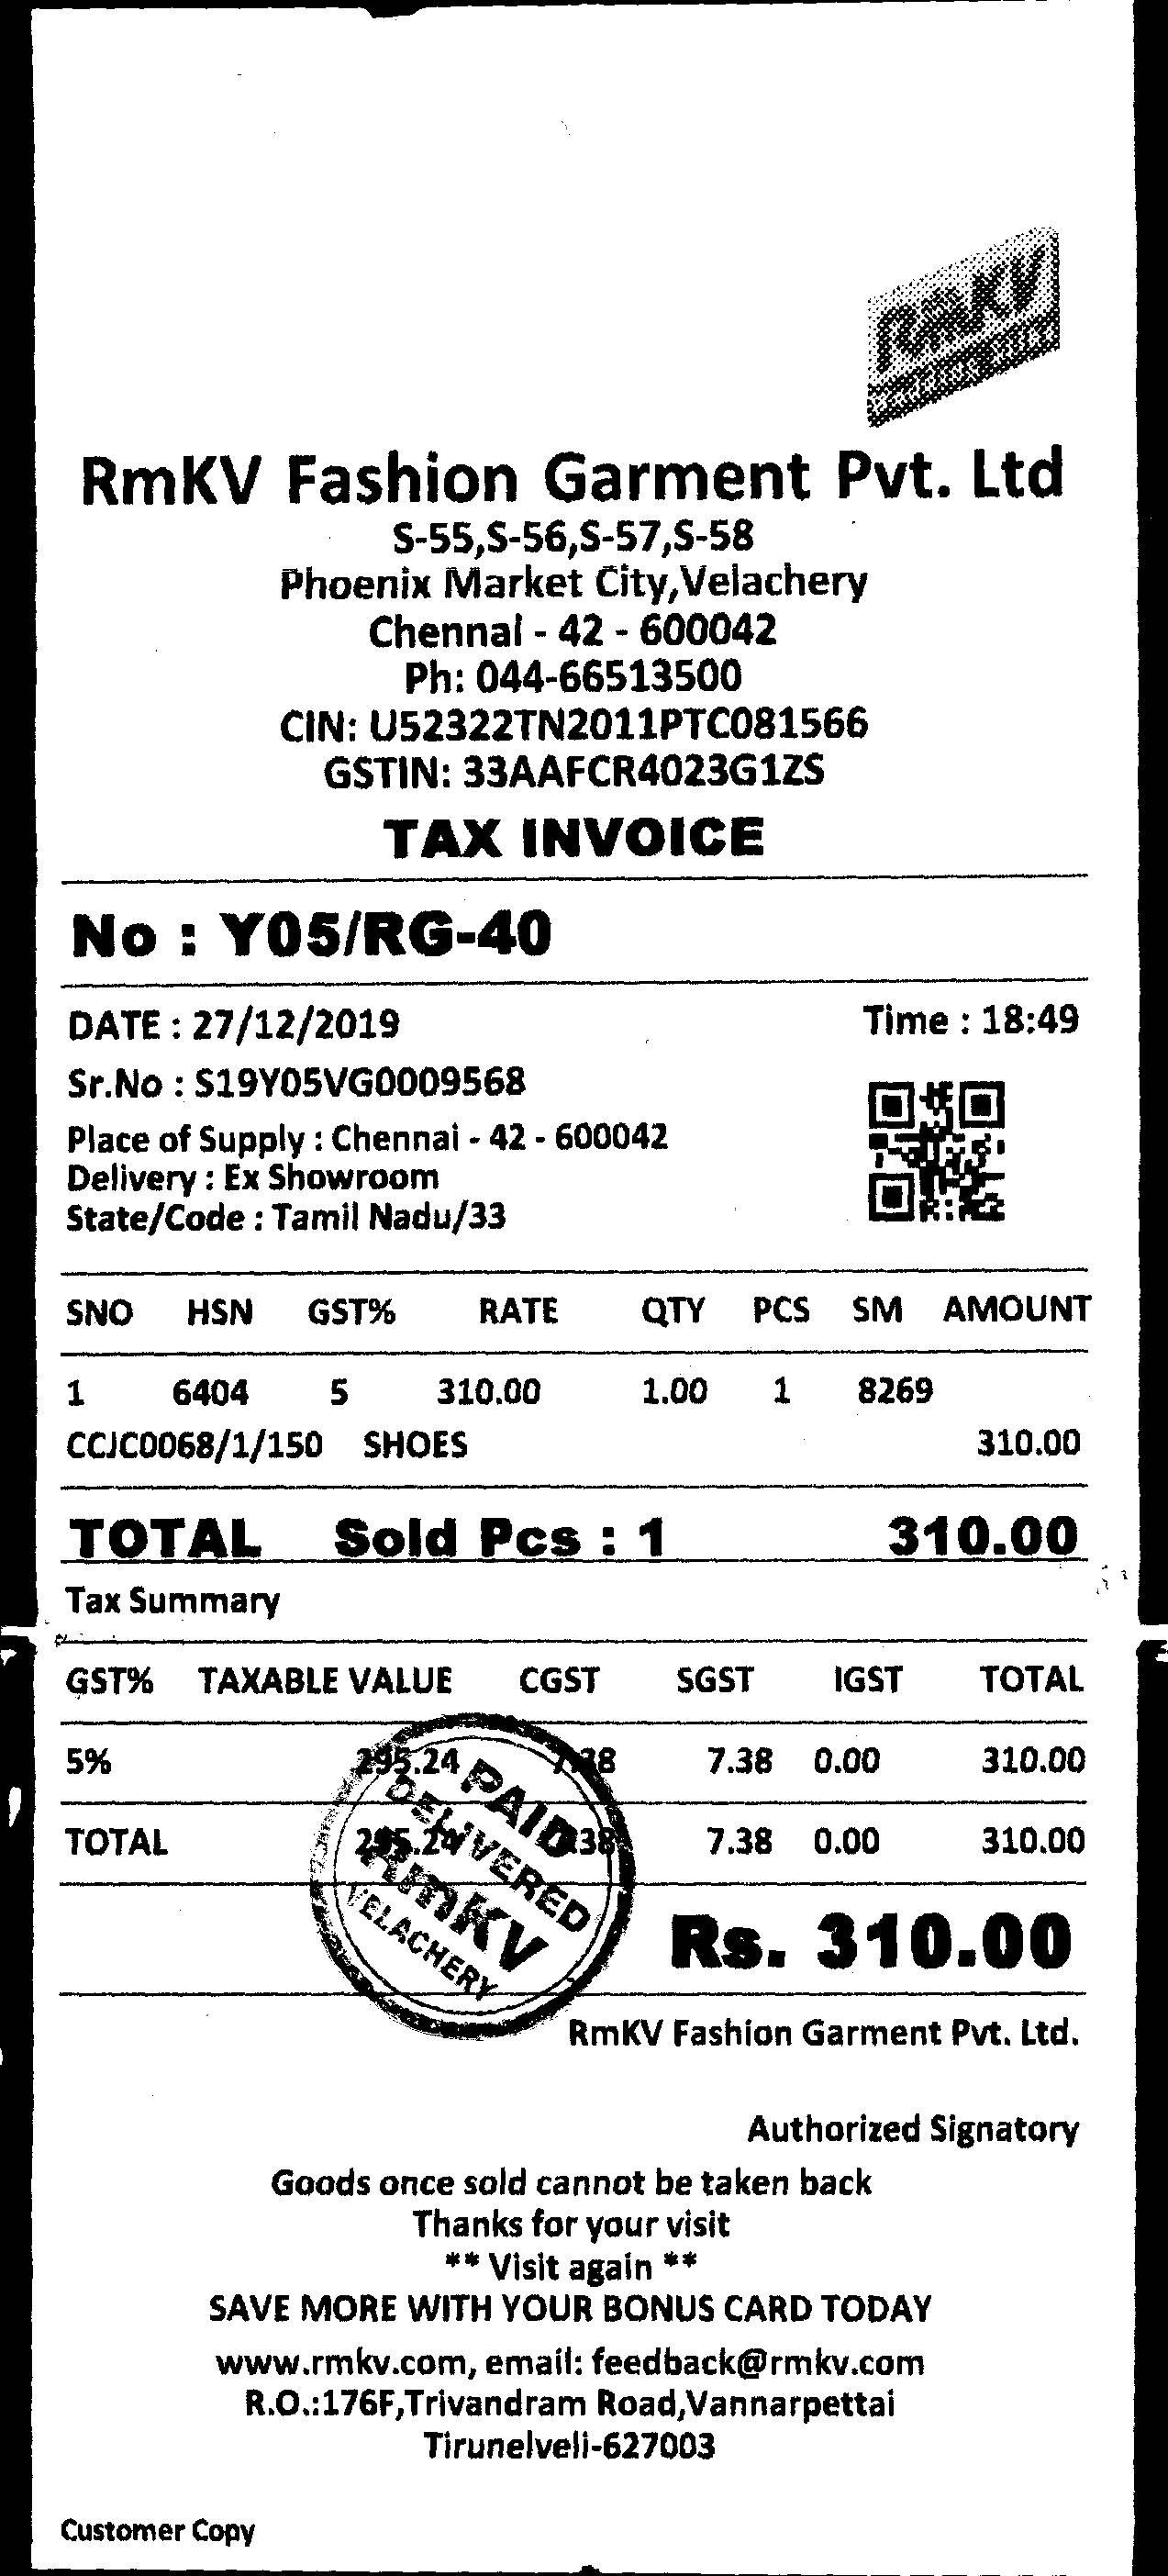 RmKV
RmKV Fashion Garment Pvt. Ltd
S-55,S-56,S-57,S-58
Phoenix Market City,Velachery
Chennai - 42 - 600042
Ph: 044-66513500
CIN: U52322TN2011PTC081566
GSTIN: 33AAFCR4023G1ZS
TAX INVOICE
No : Y05/RG-40
DATE : 27/12/2019 Time : 18:49
Sr.No : S19Y05VG0009568
Place of Supply : Chennai - 42 - 600042
Delivery : Ex Showroom
State/Code : Tamil Nadu/33
SNO HSN GST% RATE QTY PCS SM AMOUNT
1 6404 5 310.00 1.00 1 8269
CCJC0068/1/150 SHOES 310.00
TOTAL Sold Pcs : 1 310.00
Tax Summary
GST% TAXABLE VALUE CGST SGST IGST TOTAL
5% 295.24 7.38 7.38 0.00 310.00
TOTAL 295.24 7.38 7.38 0.00 310.00
PAID
DELIVERED
RmKV
VELACHERY
Rs. 310.00
RmKV Fashion Garment Pvt. Ltd.
Authorized Signatory
Goods once sold cannot be taken back
Thanks for your visit
** Visit again **
SAVE MORE WITH YOUR BONUS CARD TODAY
www.rmkv.com, email: feedback@rmkv.com
R.O.:176F,Trivandram Road,Vannarpettai
Tirunelveli-627003
Customer Copy